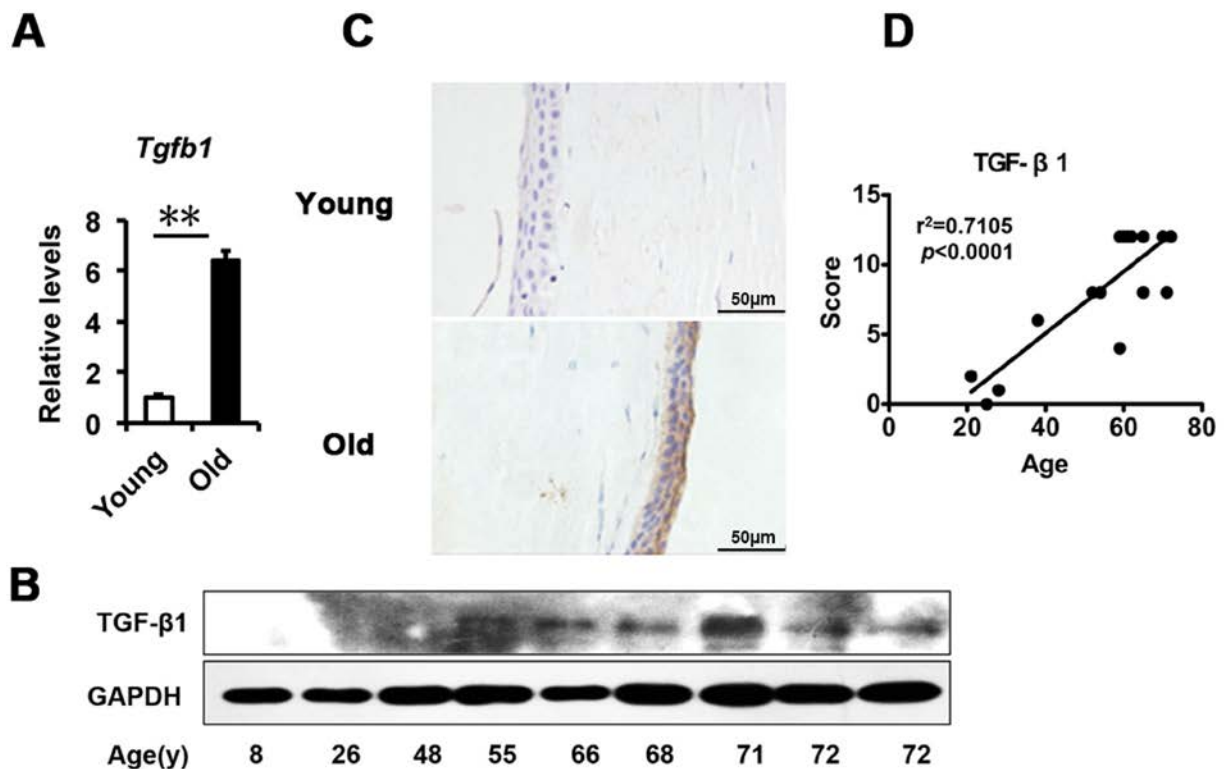 A
C
D
Tgfb1
**
Relative levels
8
6
4
2
0
Young
Old
Young
50μm
Old
50μm
TGF- β 1
r²=0.7105
p<0.0001
Score
15
10
5
0
0 20 40 60 80
Age
B
TGF-β1
GAPDH
Age(y) 8 26 48 55 66 68 71 72 72